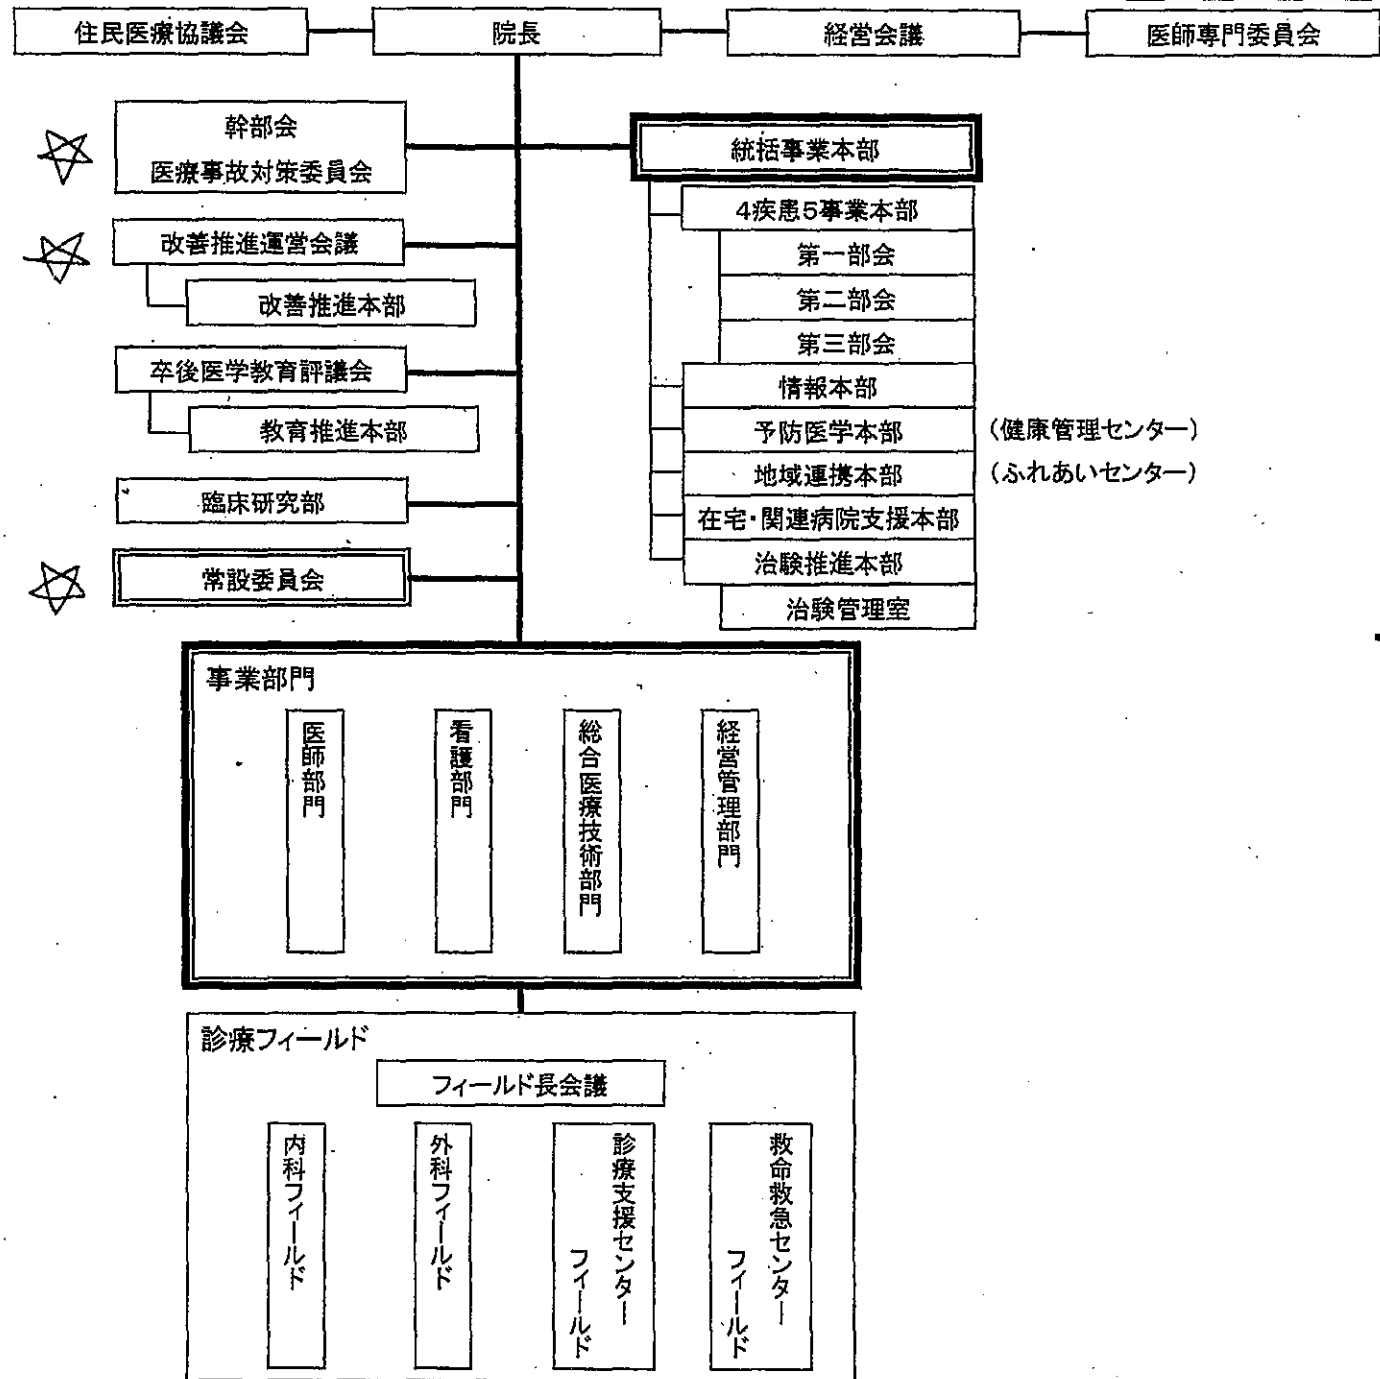 住民医療協議会
院長
経営会議
医師専門委員会
幹部会
医療事故対策委員会
統括事業本部
4疾患5事業本部
改善推進運営会議
第一部会
第二部会
改善推進本部
第三部会
卒後医学教育評議会
情報本部
教育推進本部
予防医学本部
(健康管理センター)
地域連携本部
(ふれあいセンター)
臨床研究部
在宅・関連病院支援本部
治験推進本部
常設委員会
治験管理室
事業部門
医師部門
看護部門
総合医療技術部門
経営管理部門
診療フィールド
フィールド長会議
内科フィールド
外科フィールド
診療支援センター
フィールド
救命救急センター
フィールド